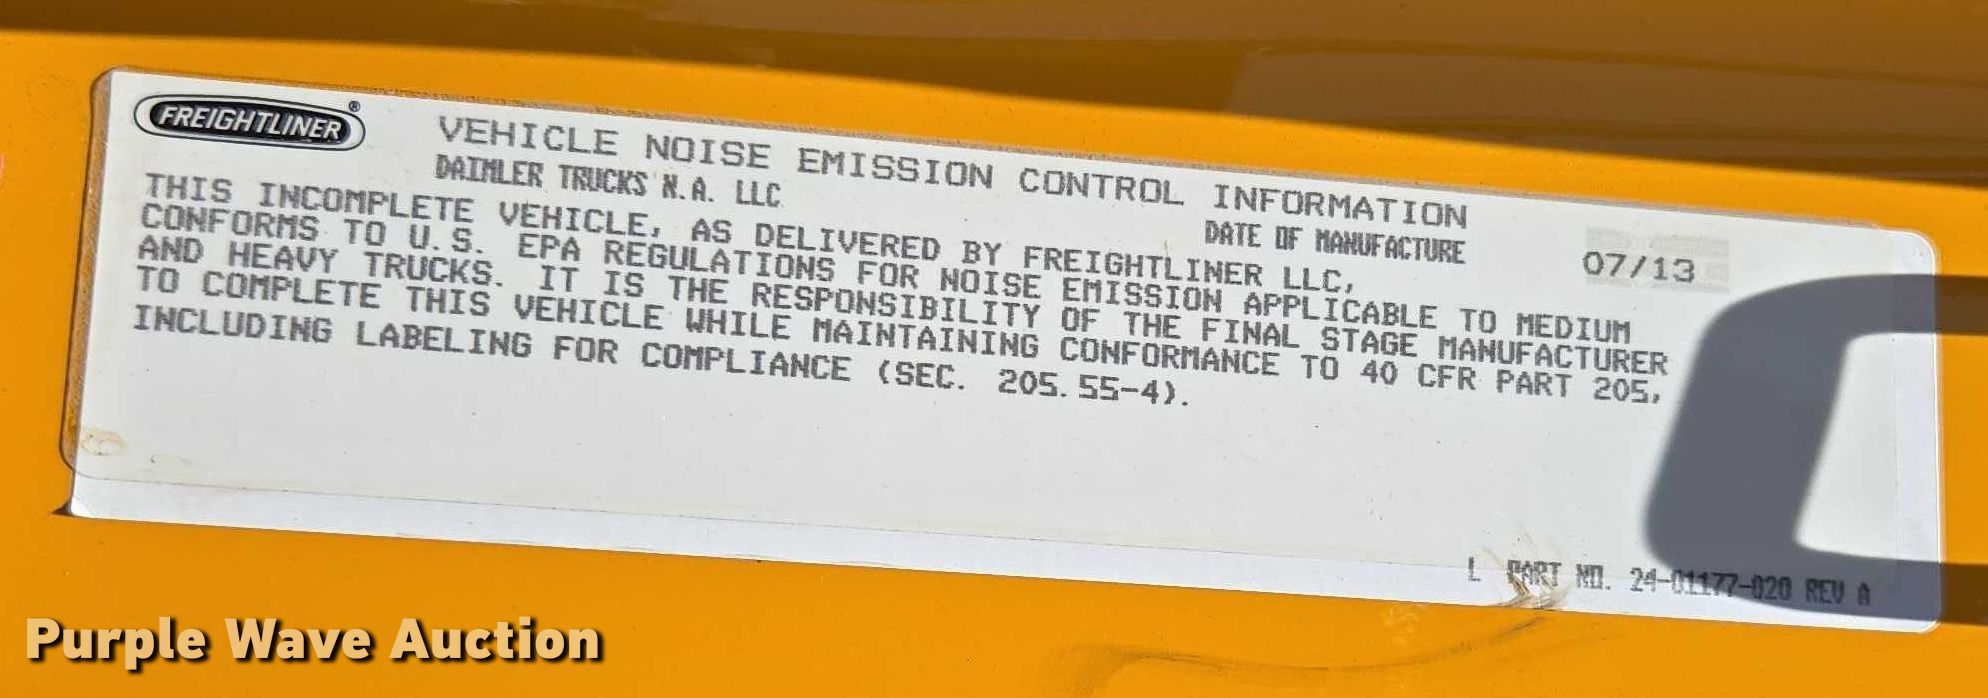 FREIGHTLINER®
VEHICLE NOISE EMISSION CONTROL INFORMATION
DAIMLER TRUCKS N.A. LLC
DATE OF MANUFACTURE 07/13
THIS INCOMPLETE VEHICLE, AS DELIVERED BY FREIGHTLINER LLC,
CONFORMS TO U.S. EPA REGULATIONS FOR NOISE EMISSION APPLICABLE TO MEDIUM
AND HEAVY TRUCKS. IT IS THE RESPONSIBILITY OF THE FINAL STAGE MANUFACTURER
TO COMPLETE THIS VEHICLE WHILE MAINTAINING CONFORMANCE TO 40 CFR PART 205,
INCLUDING LABELING FOR COMPLIANCE (SEC. 205.55-4).
L PART NO. 24-01177-020 REV A
Purple Wave Auction